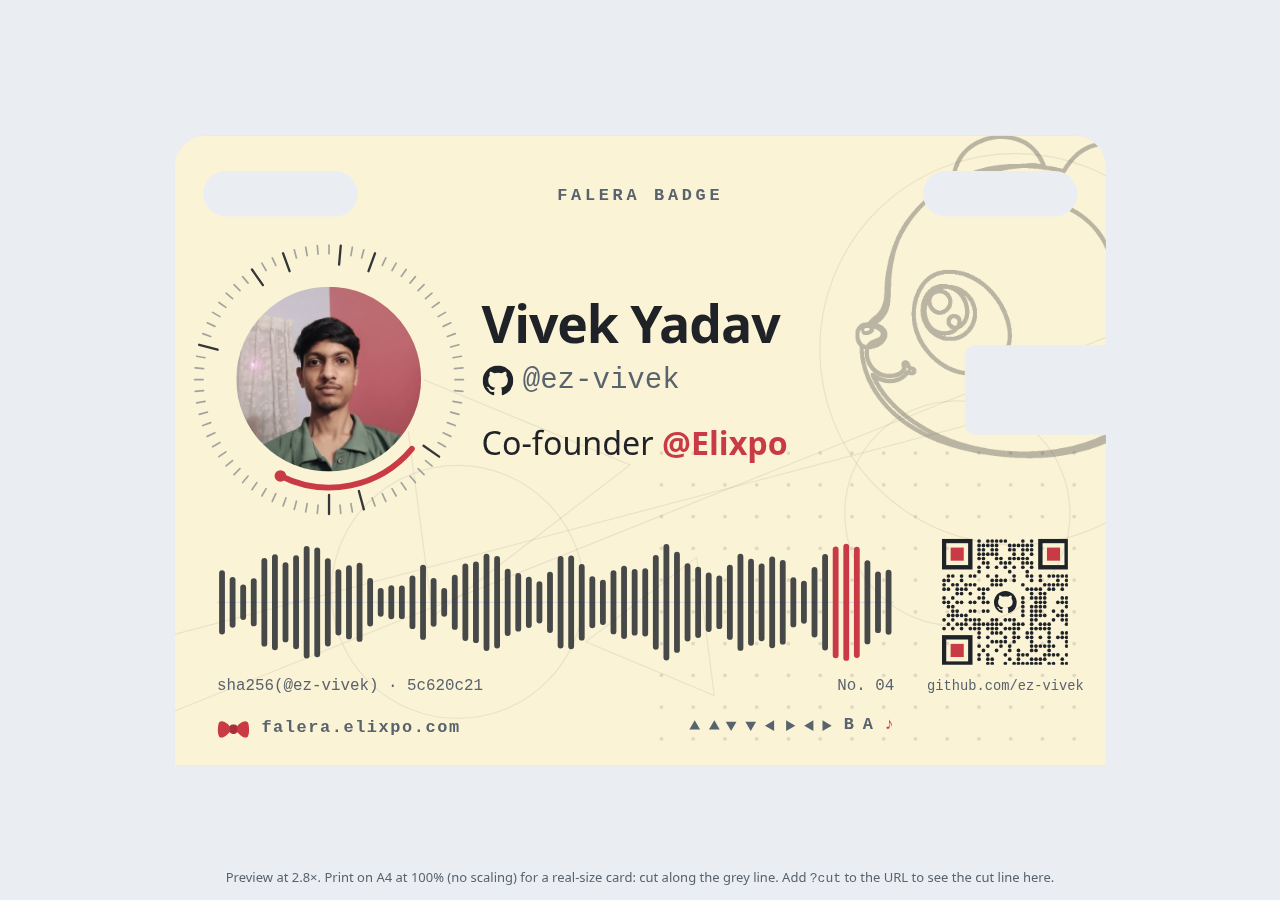 FALERA BADGE
Vivek Yadav
@ez-vivek
Co-founder @Elixpo
sha256(@ez-vivek) · 5c620c21
No. 04
github.com/ez-vivek
falera.elixpo.com
▲ ▲ ▼ ▼ ◀ ▶ ◀ ▶ B A ♪
Preview at 2.8×. Print on A4 at 100% (no scaling) for a real-size card: cut along the grey line. Add ?cut to the URL to see the cut line here.